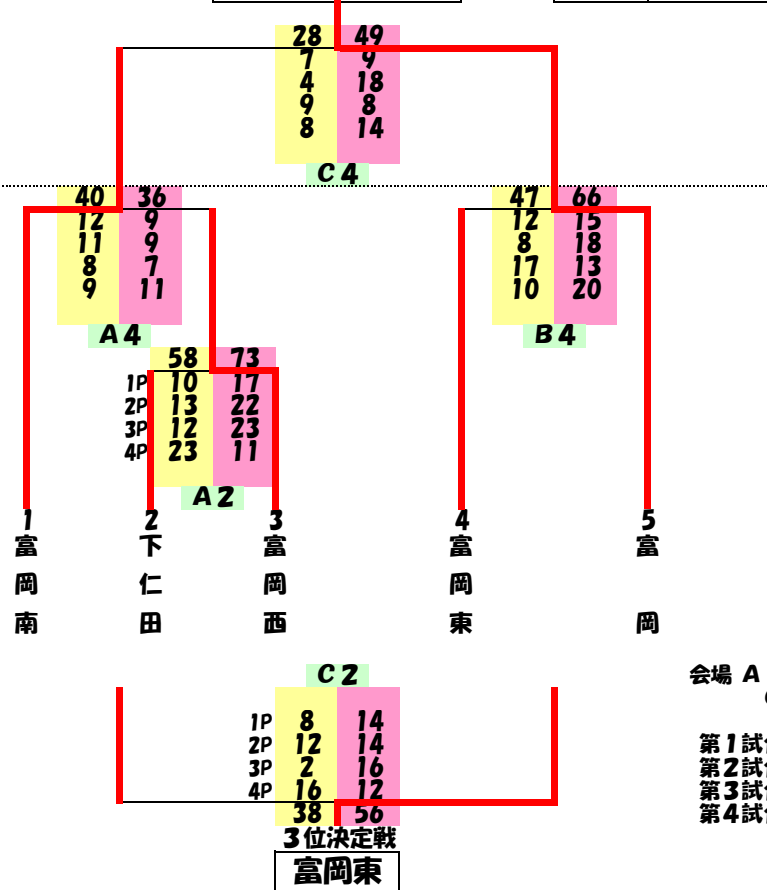 28 49
7 9
4 18
9 8
8 14
C 4
40 36
12 9
11 9
8 7
9 11
A 4
47 66
12 15
8 18
17 13
10 20
B 4
58 73
1P 10 17
2P 13 22
3P 12 23
4P 23 11
A 2
1 富岡南
2 下仁田
3 富岡西
4 富岡東
5 富岡
C 2
1P 8 14
2P 12 14
3P 2 16
4P 16 12
38 56
3位決定戦
富岡東
会場 A
第1試
第2試
第3試
第4試